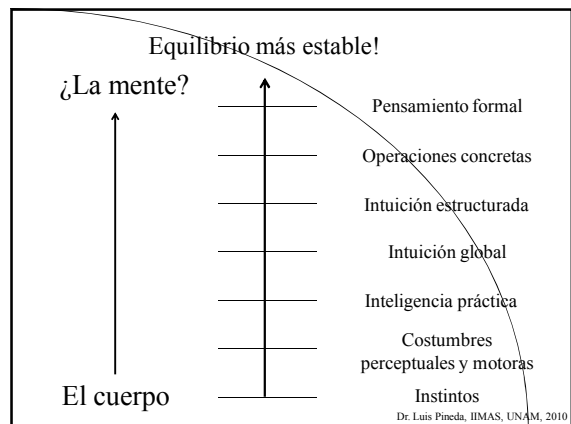 Equilibrio más estable!
¿La mente?
Pensamiento formal
Operaciones concretas
Intuición estructurada
Intuición global
Inteligencia práctica
Costumbres
perceptuales y motoras
El cuerpo
Instintos
Dr. Luis Pineda, IIMAS, UNAM, 2010